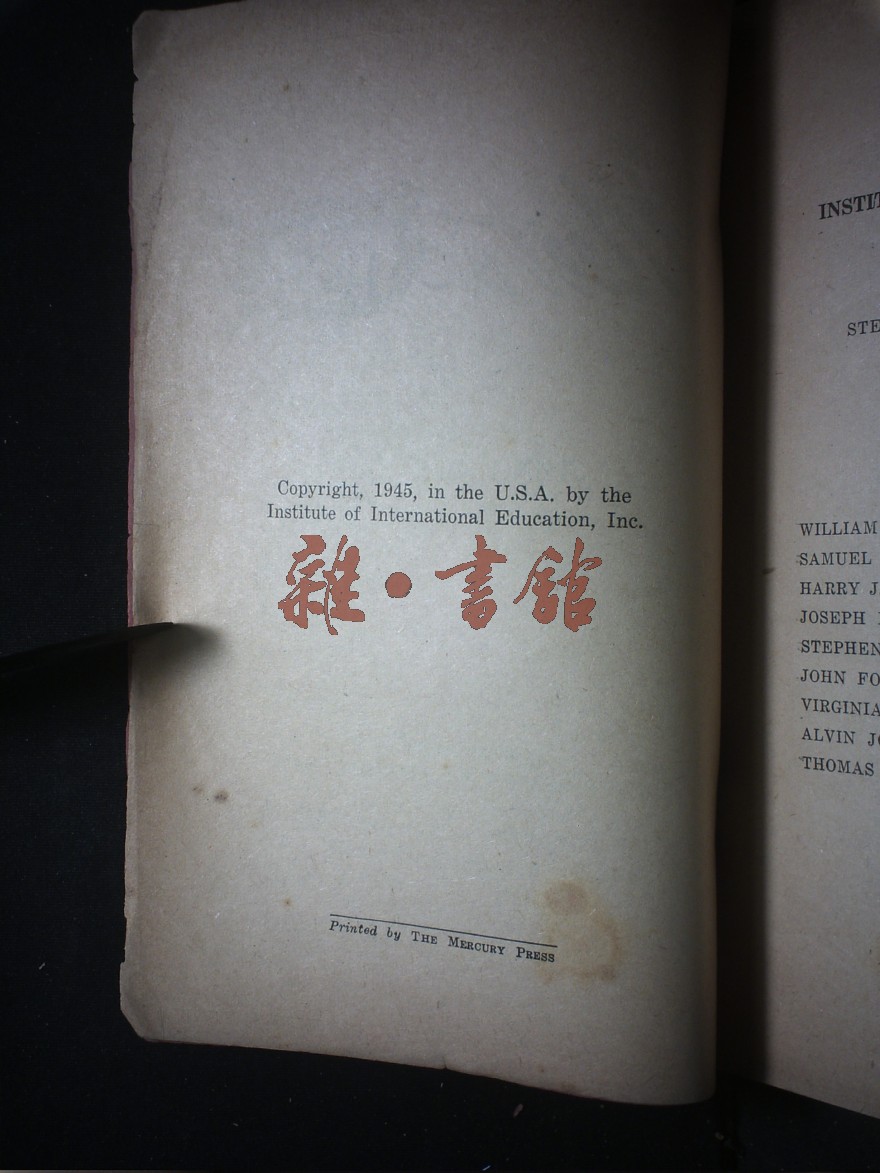 Copyright, 1945, in the U.S.A. by the
Institute of International Education, Inc.
雜·書館
Printed by THE MERCURY PRESS
STE
WILLIAM
SAMUEL
HARRY
JOSEPH
STEPHEN
JOHN FO
VIRGINIA
ALVIN
THOMAS